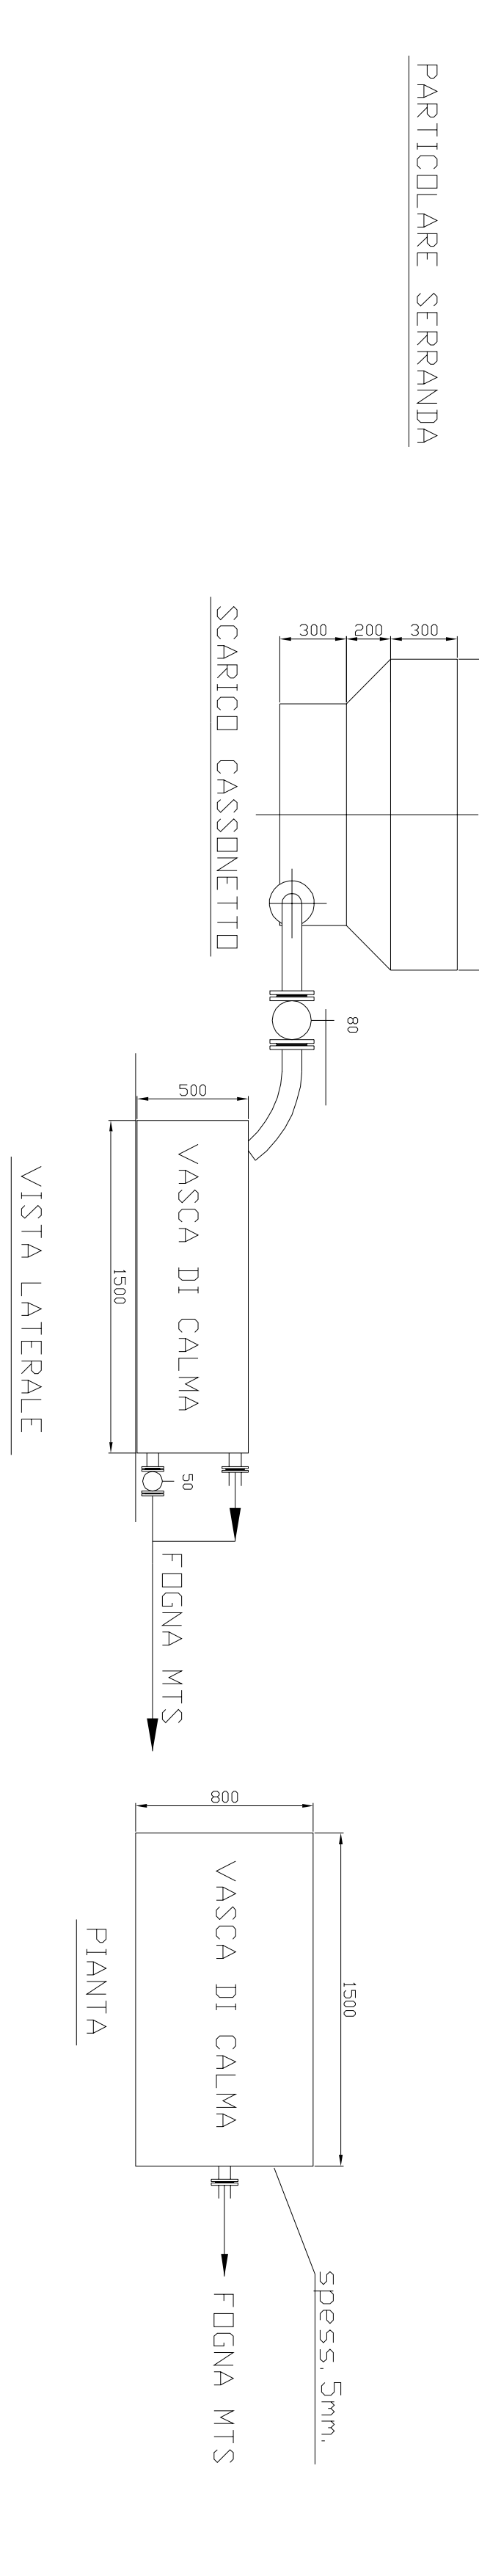 PARTICOLARE SERRANDA
300
200
300
SCARICO CASSONETTO
80
500
VASCA DI CALMA
1500
VISTA LATERALE
50
FOGNA MTS
800
1500
VASCA DI CALMA
PIANTA
spess. 5mm.
FOGNA MTS